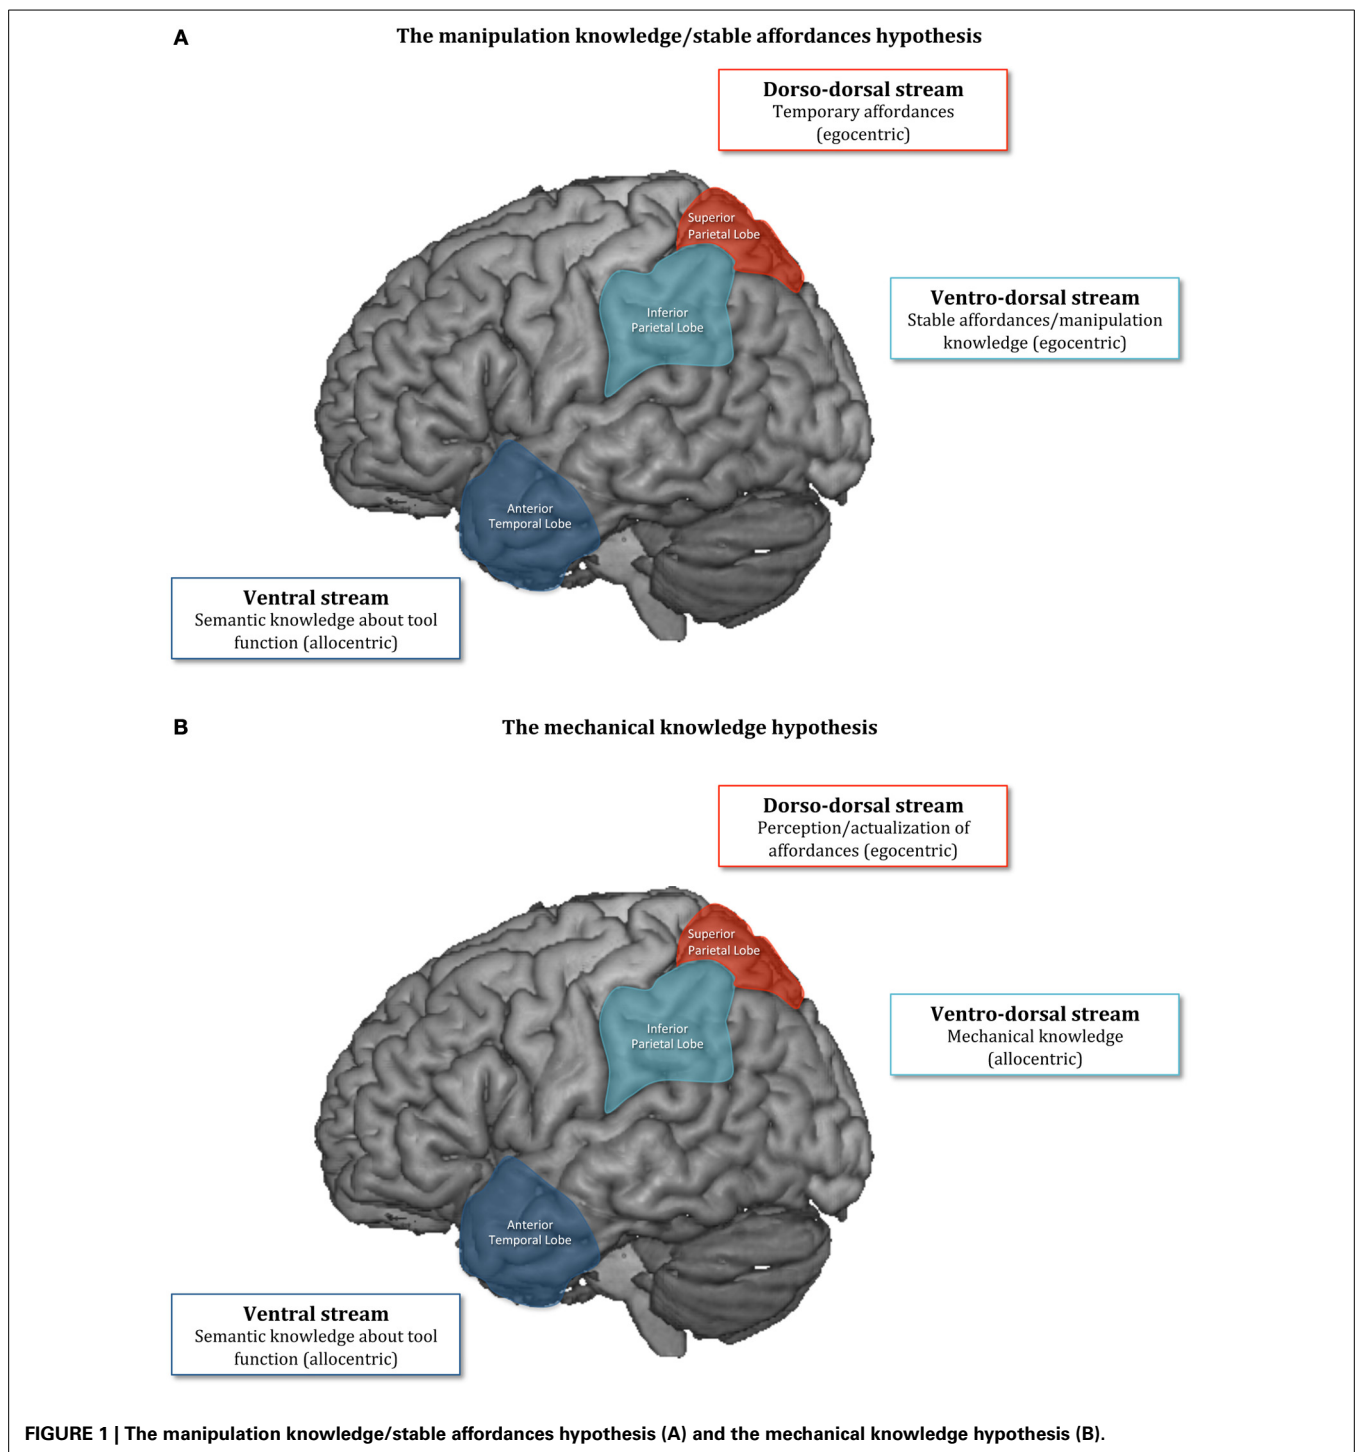 A
The manipulation knowledge/stable affordances hypothesis
Dorso-dorsal stream
Temporary affordances
(egocentric)
Superior
Parietal Lobe
Ventro-dorsal stream
Stable affordances/manipulation
knowledge (egocentric)
Inferior
Parietal Lobe
Anterior
Temporal Lobe
Ventral stream
Semantic knowledge about tool
function (allocentric)
B
The mechanical knowledge hypothesis
Dorso-dorsal stream
Perception/actualization of
affordances (egocentric)
Superior
Parietal Lobe
Ventro-dorsal stream
Mechanical knowledge
(allocentric)
Inferior
Parietal Lobe
Anterior
Temporal Lobe
Ventral stream
Semantic knowledge about tool
function (allocentric)
FIGURE 1 | The manipulation knowledge/stable affordances hypothesis (A) and the mechanical knowledge hypothesis (B).